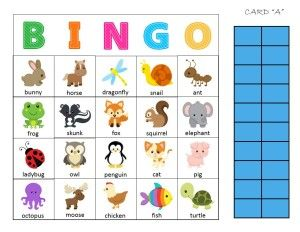 CARD "A"
B I N G O
bunny horse dragonfly snail ant
frog skunk fox squirrel elephant
ladybug owl penguin cat pig
octopus moose chicken fish turtle